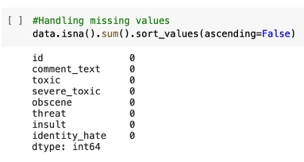 [ ] #Handling missing values
data.isna().sum().sort_values(ascending=False)
id 0
comment_text 0
toxic 0
severe_toxic 0
obscene 0
threat 0
insult 0
identity_hate 0
dtype: int64